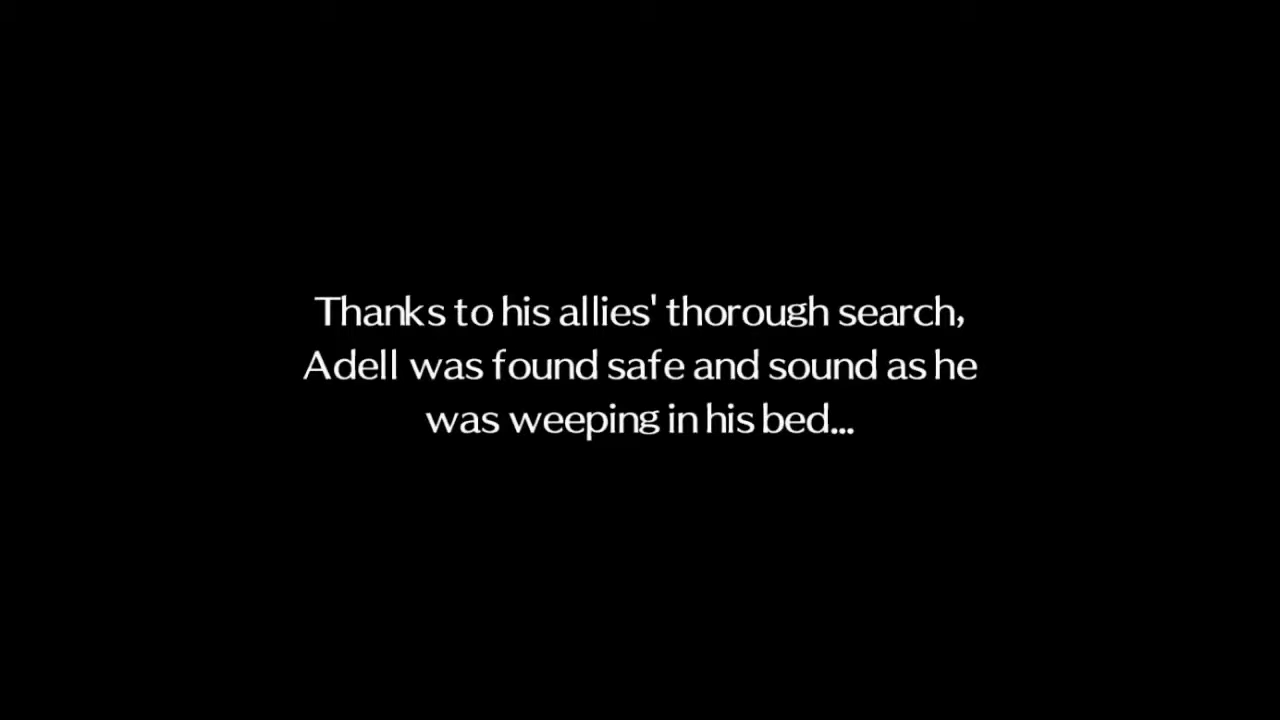 Thanks to his allies' thorough search,
Adell was found safe and sound as he
was weeping in his bed...